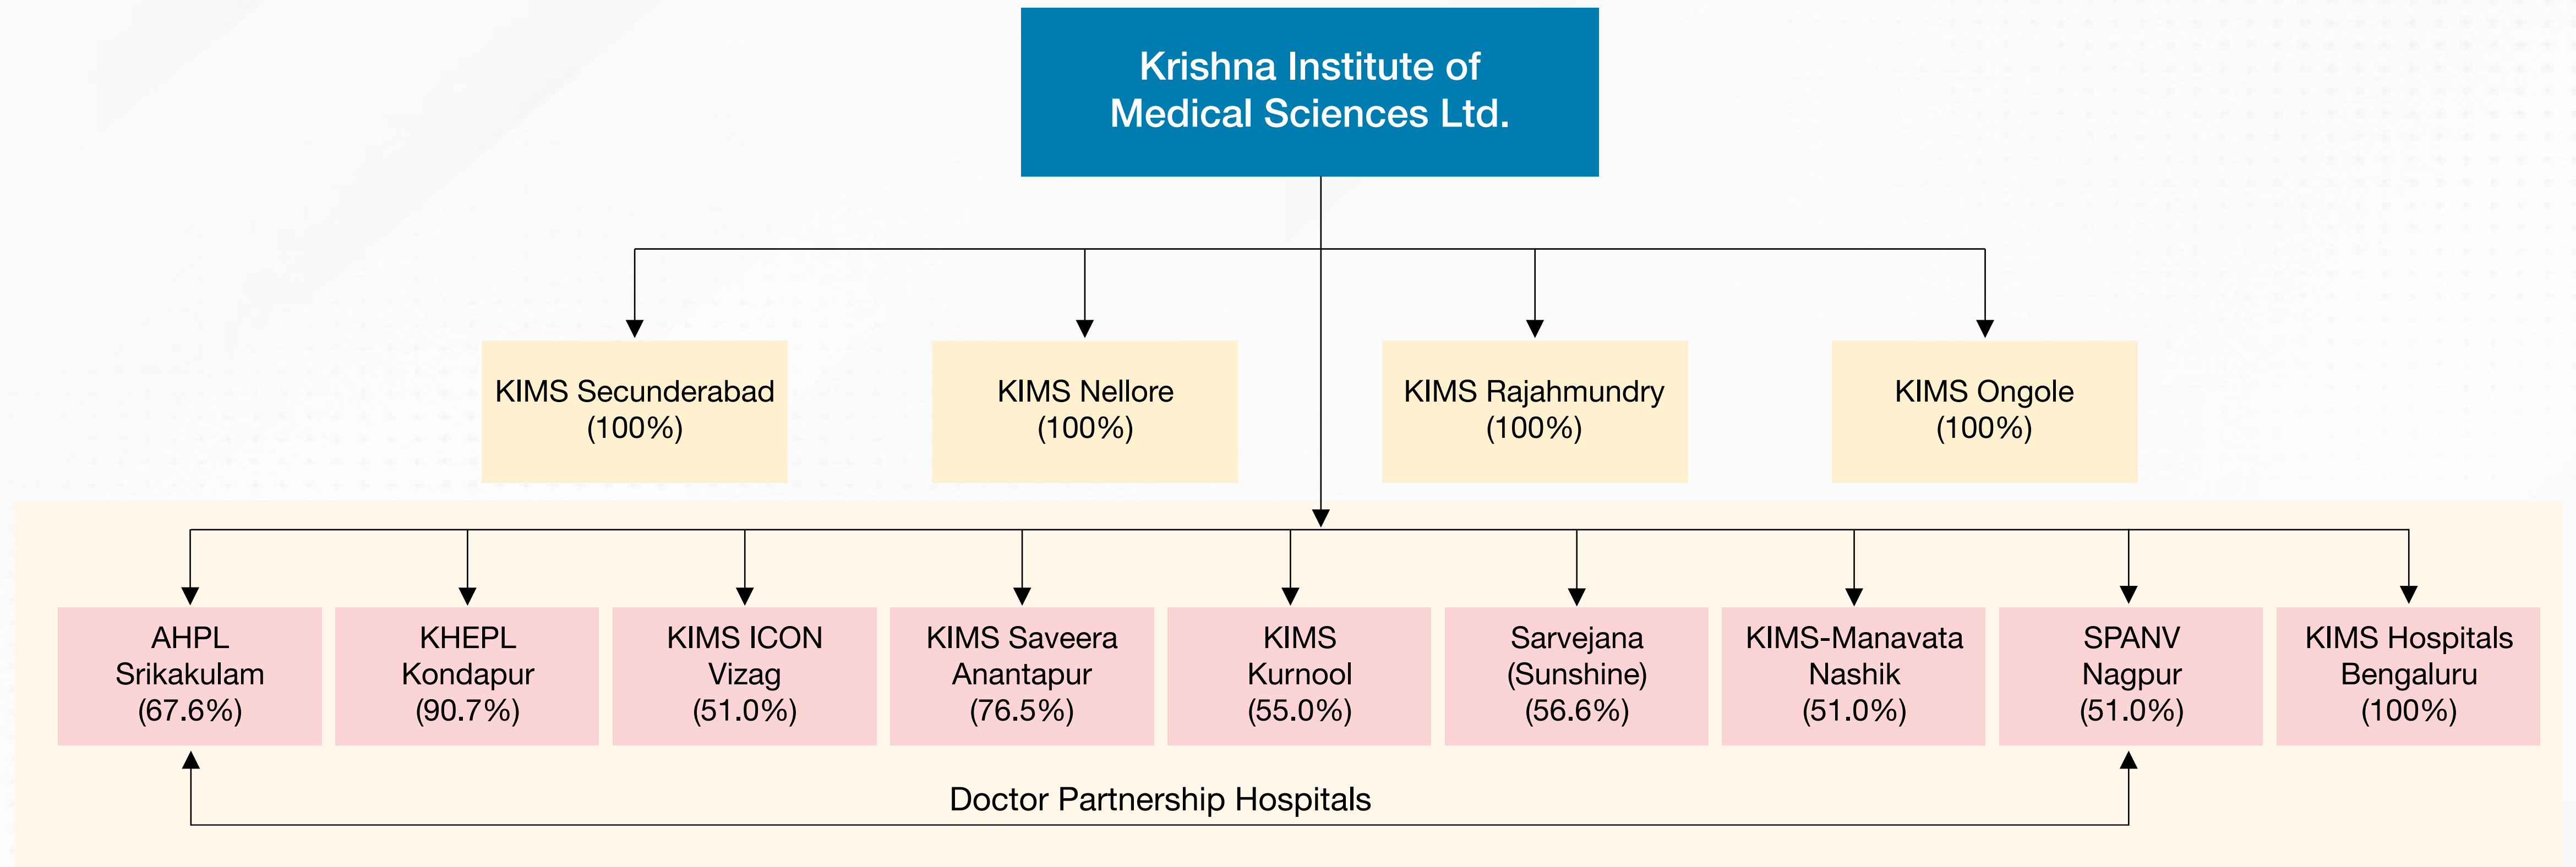 Krishna Institute of
Medical Sciences Ltd.
KIMS Secunderabad
(100%)
KIMS Nellore
(100%)
KIMS Rajahmundry
(100%)
KIMS Ongole
(100%)
AHPL
Srikakulam
(67.6%)
KHEPL
Kondapur
(90.7%)
KIMS ICON
Vizag
(51.0%)
KIMS Saveera
Anantapur
(76.5%)
KIMS
Kurnool
(55.0%)
Sarvejana
(Sunshine)
(56.6%)
KIMS-Manavata
Nashik
(51.0%)
SPANV
Nagpur
(51.0%)
KIMS Hospitals
Bengaluru
(100%)
Doctor Partnership Hospitals